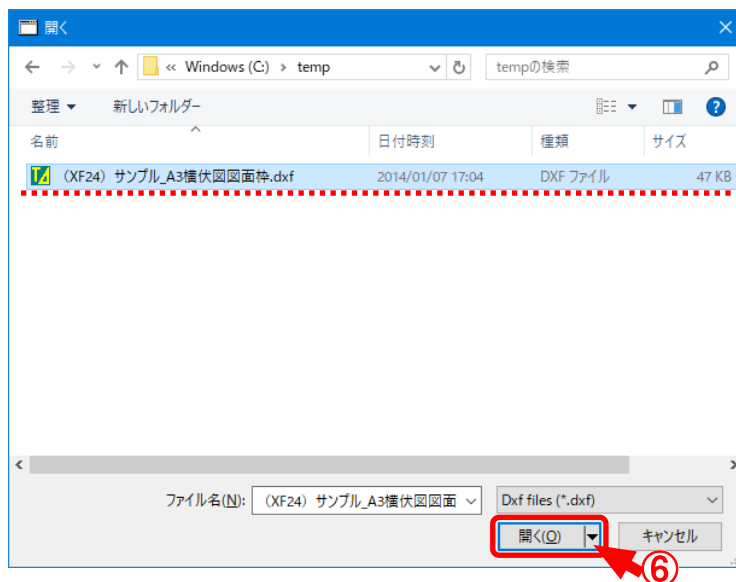 開く
« Windows (C:) › temp
tempの検索
整理 新しいフォルダー
名前 日付時刻 種類 サイズ
（XF24）サンプル_A3横伏図図面枠.dxf 2014/01/07 17:04 DXF ファイル 47 KB
ファイル名(N): （XF24）サンプル_A3横伏図図面 Dxf files (*.dxf)
開く(O) キャンセル
⑥